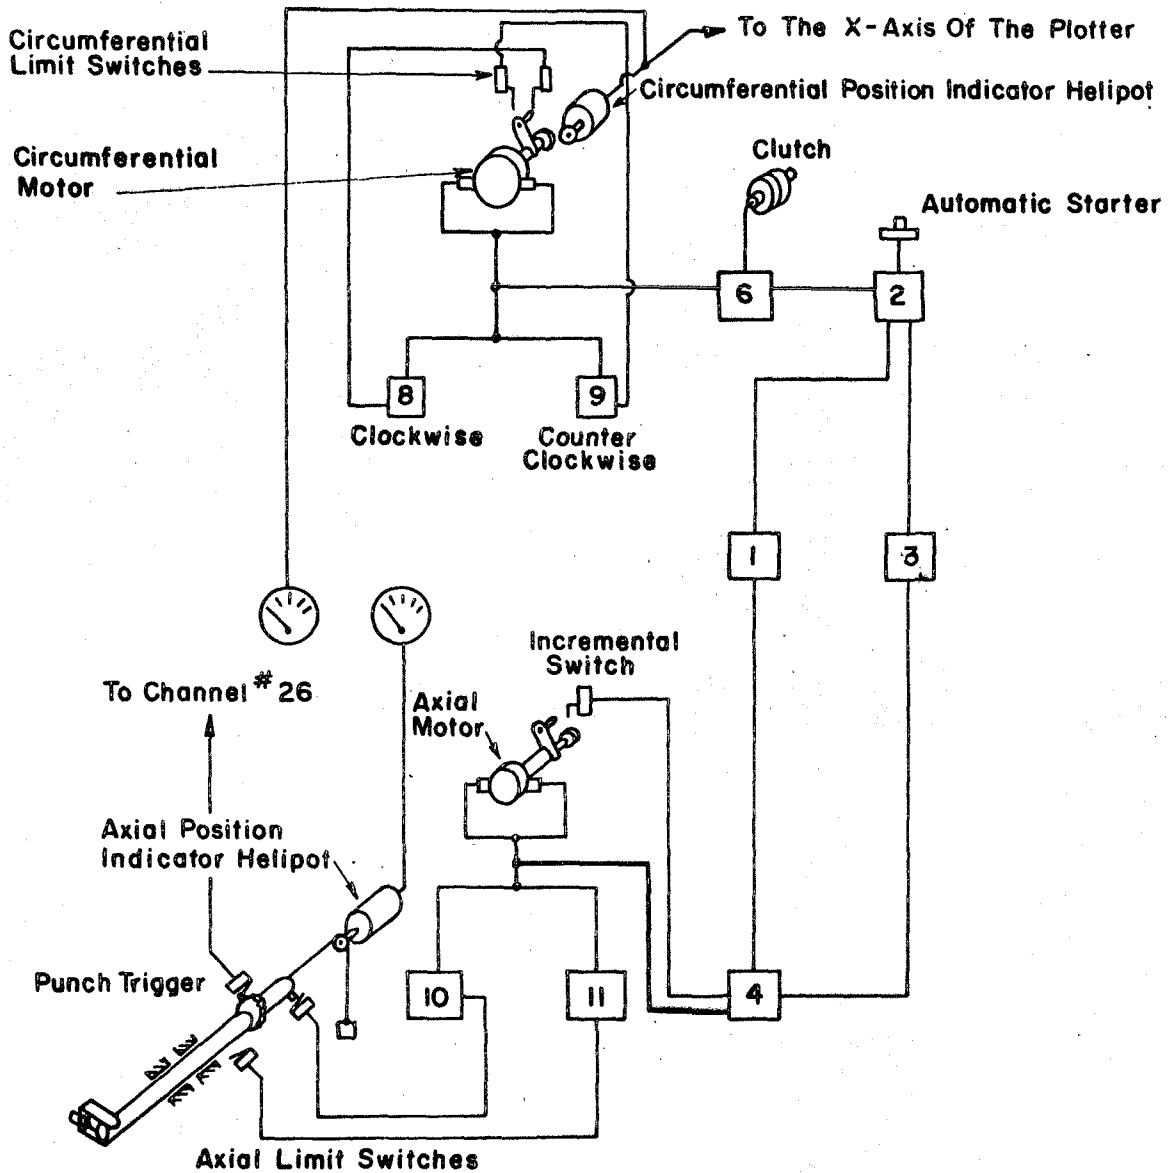 To The X-Axis Of The Plotter
Circumferential
Limit Switches
Circumferential Position Indicator Helipot
Circumferential
Motor
Clutch
Automatic Starter
6
2
8
9
Clockwise
Counter
Clockwise
1
3
Incremental
Switch
To Channel #26
Axial
Motor
Axial Position
Indicator Helipot
Punch Trigger
10
11
4
Axial Limit Switches